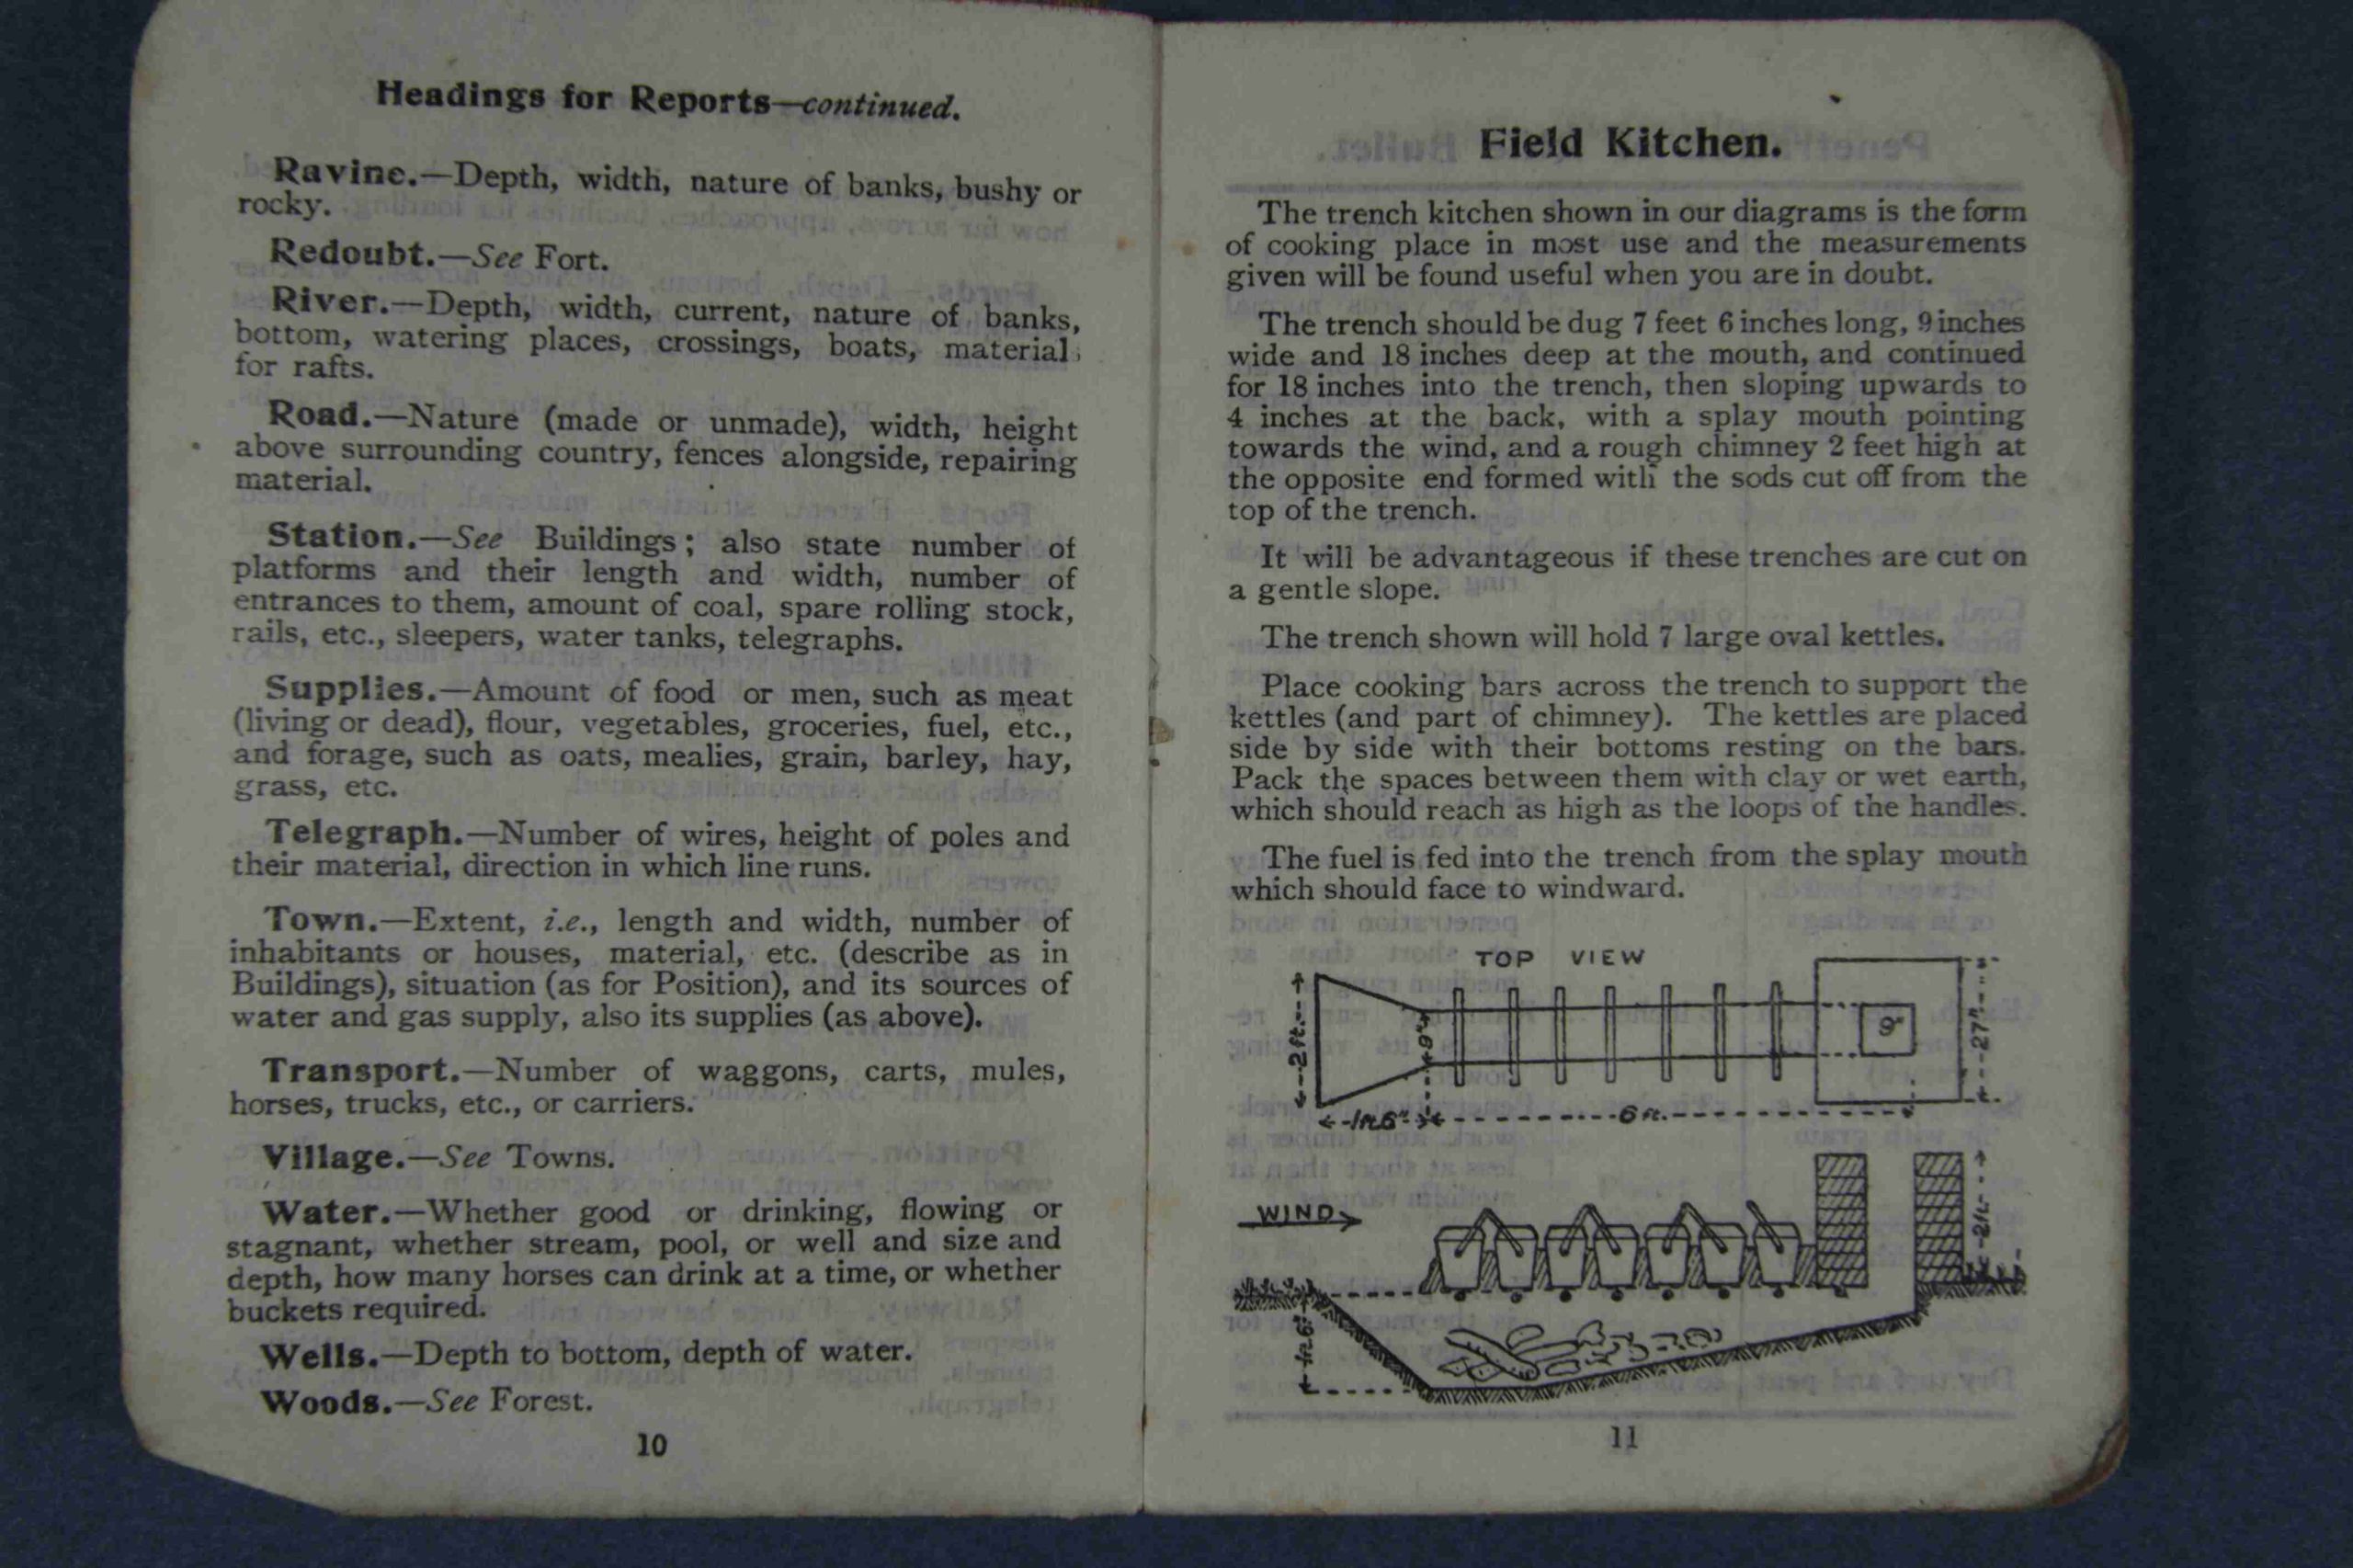 Headings for Reports—continued.
Ravine.—Depth, width, nature of banks, bushy or
rocky.
Redoubt.—See Fort.
River.—Depth, width, current, nature of banks,
bottom, watering places, crossings, boats, material
for rafts.
Road.—Nature (made or unmade), width, height
above surrounding country, fences alongside, repairing
material.
Station.—See Buildings; also state number of
platforms and their length and width, number of
entrances to them, amount of coal, spare rolling stock,
rails, etc., sleepers, water tanks, telegraphs.
Supplies.—Amount of food or men, such as meat
(living or dead), flour, vegetables, groceries, fuel, etc.,
and forage, such as oats, mealies, grain, barley, hay,
grass, etc.
Telegraph.—Number of wires, height of poles and
their material, direction in which line runs.
Town.—Extent, i.e., length and width, number of
inhabitants or houses, material, etc. (describe as in
Buildings), situation (as for Position), and its sources of
water and gas supply, also its supplies (as above).
Transport.—Number of waggons, carts, mules,
horses, trucks, etc., or carriers.
Village.—See Towns.
Water.—Whether good or drinking, flowing or
stagnant, whether stream, pool, or well and size and
depth, how many horses can drink at a time, or whether
buckets required.
Wells.—Depth to bottom, depth of water.
Woods.—See Forest.
10
Field Kitchen.
The trench kitchen shown in our diagrams is the form
of cooking place in most use and the measurements
given will be found useful when you are in doubt.
The trench should be dug 7 feet 6 inches long, 9 inches
wide and 18 inches deep at the mouth, and continued
for 18 inches into the trench, then sloping upwards to
4 inches at the back, with a splay mouth pointing
towards the wind, and a rough chimney 2 feet high at
the opposite end formed with the sods cut off from the
top of the trench.
It will be advantageous if these trenches are cut on
a gentle slope.
The trench shown will hold 7 large oval kettles.
Place cooking bars across the trench to support the
kettles (and part of chimney). The kettles are placed
side by side with their bottoms resting on the bars.
Pack the spaces between them with clay or wet earth,
which should reach as high as the loops of the handles.
The fuel is fed into the trench from the splay mouth
which should face to windward.
TOP VIEW
2 ft.
9"
9"
27"
1 ft 6"
6 ft.
WIND
2 ft.
1 ft 6"
11